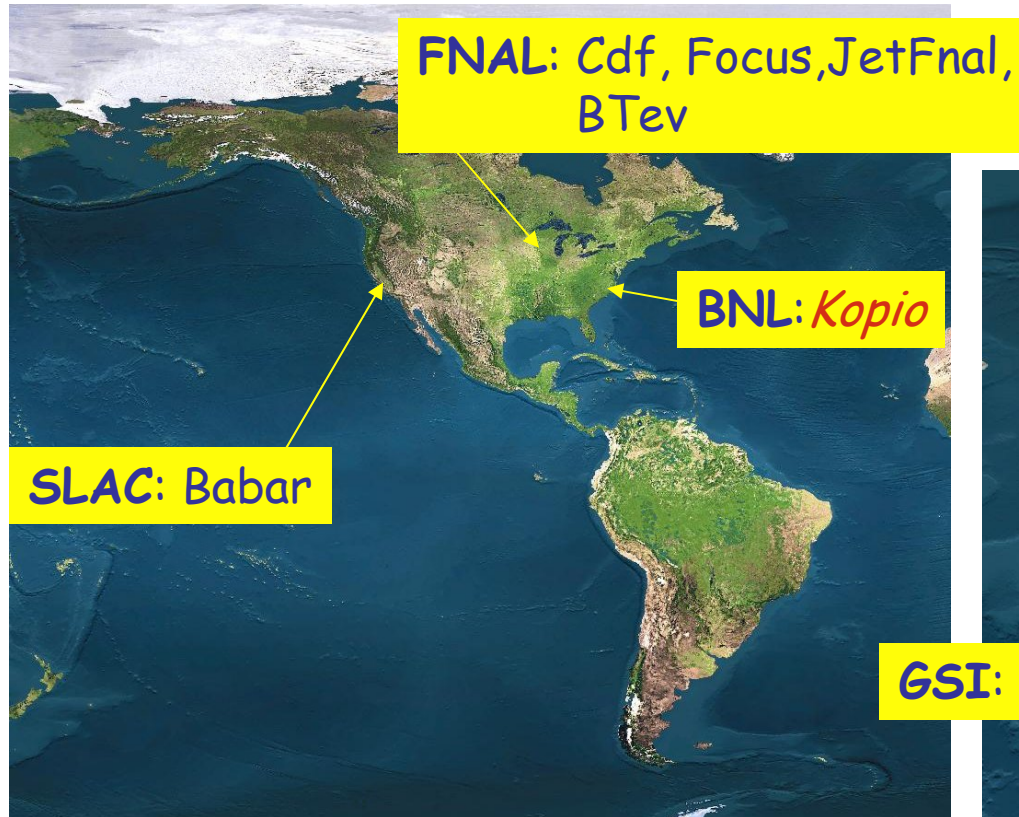 FNAL: Cdf, Focus,JetFnal,
BTev
BNL:Kopio
SLAC: Babar
GSI: